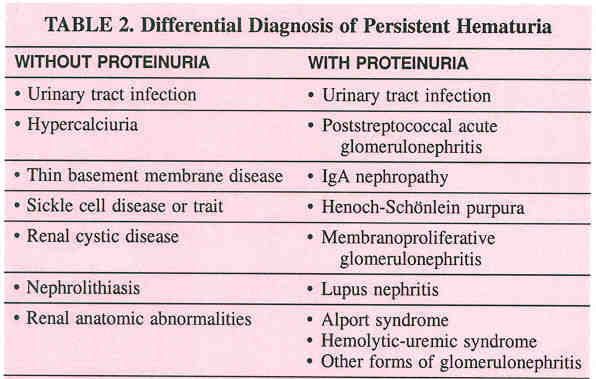 TABLE 2. Differential Diagnosis of Persistent Hematuria
WITHOUT PROTEINURIA WITH PROTEINURIA
• Urinary tract infection • Urinary tract infection
• Hypercalciuria • Poststreptococcal acute
glomerulonephritis
• Thin basement membrane disease • IgA nephropathy
• Sickle cell disease or trait • Henoch-Schönlein purpura
• Renal cystic disease • Membranoproliferative
glomerulonephritis
• Nephrolithiasis • Lupus nephritis
• Renal anatomic abnormalities • Alport syndrome
• Hemolytic-uremic syndrome
• Other forms of glomerulonephritis